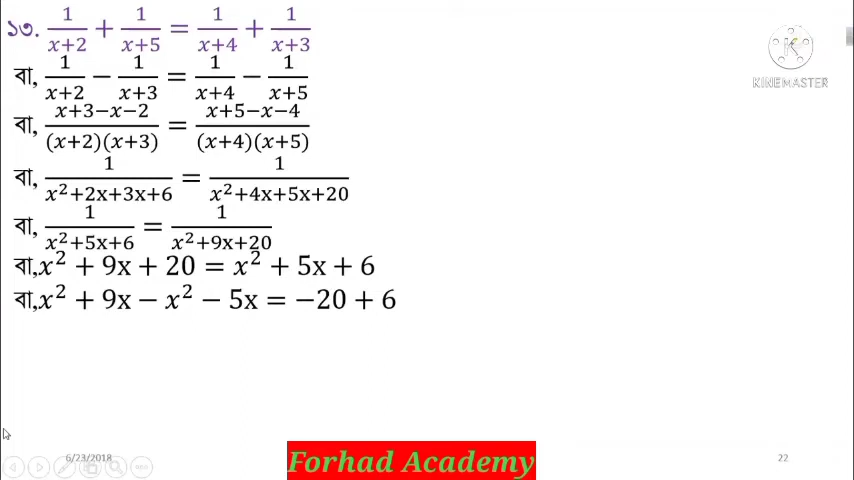 ১৩. 1/(x+2) + 1/(x+5) = 1/(x+4) + 1/(x+3)
বা, 1/(x+2) − 1/(x+3) = 1/(x+4) − 1/(x+5)
বা, (x+3−x−2)/((x+2)(x+3)) = (x+5−x−4)/((x+4)(x+5))
বা, 1/(x²+2x+3x+6) = 1/(x²+4x+5x+20)
বা, 1/(x²+5x+6) = 1/(x²+9x+20)
বা,x² + 9x + 20 = x² + 5x + 6
বা,x² + 9x − x² − 5x = −20 + 6
KINEMASTER
6/23/2018
Forhad Academy
22